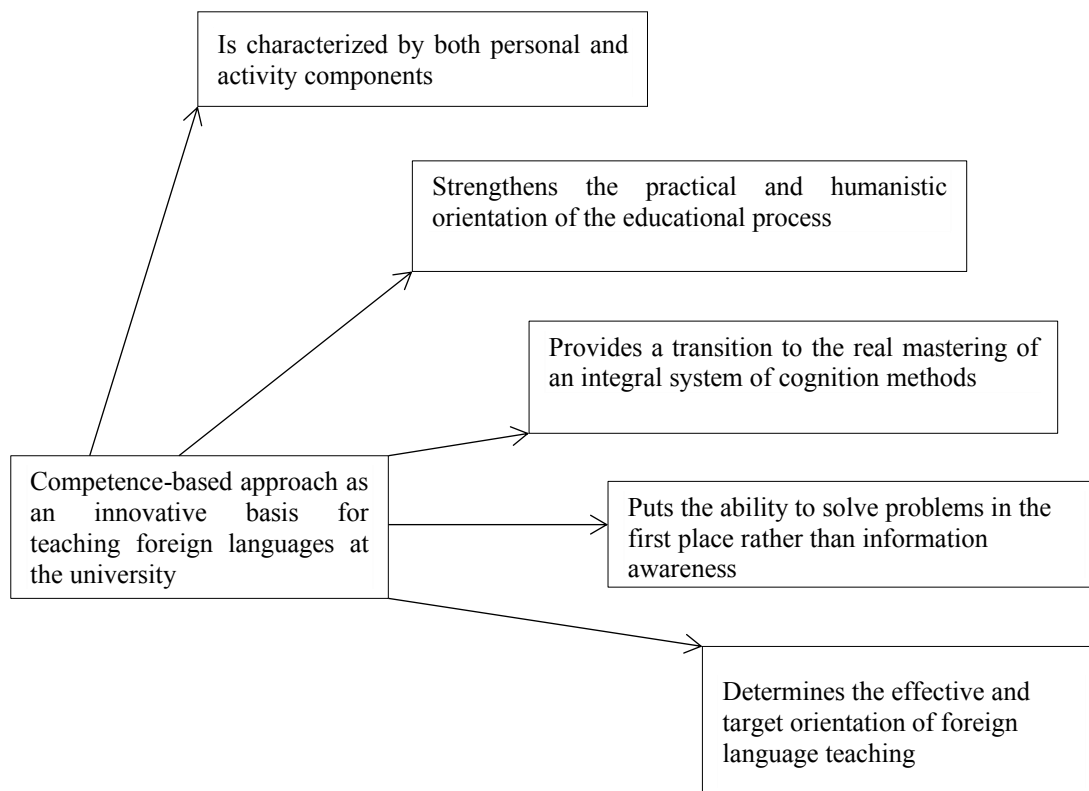 Is characterized by both personal and
activity components
Strengthens the practical and humanistic
orientation of the educational process
Provides a transition to the real mastering of
an integral system of cognition methods
Competence-based approach as
an innovative basis for
teaching foreign languages at
the university
Puts the ability to solve problems in the
first place rather than information
awareness
Determines the effective and
target orientation of foreign
language teaching